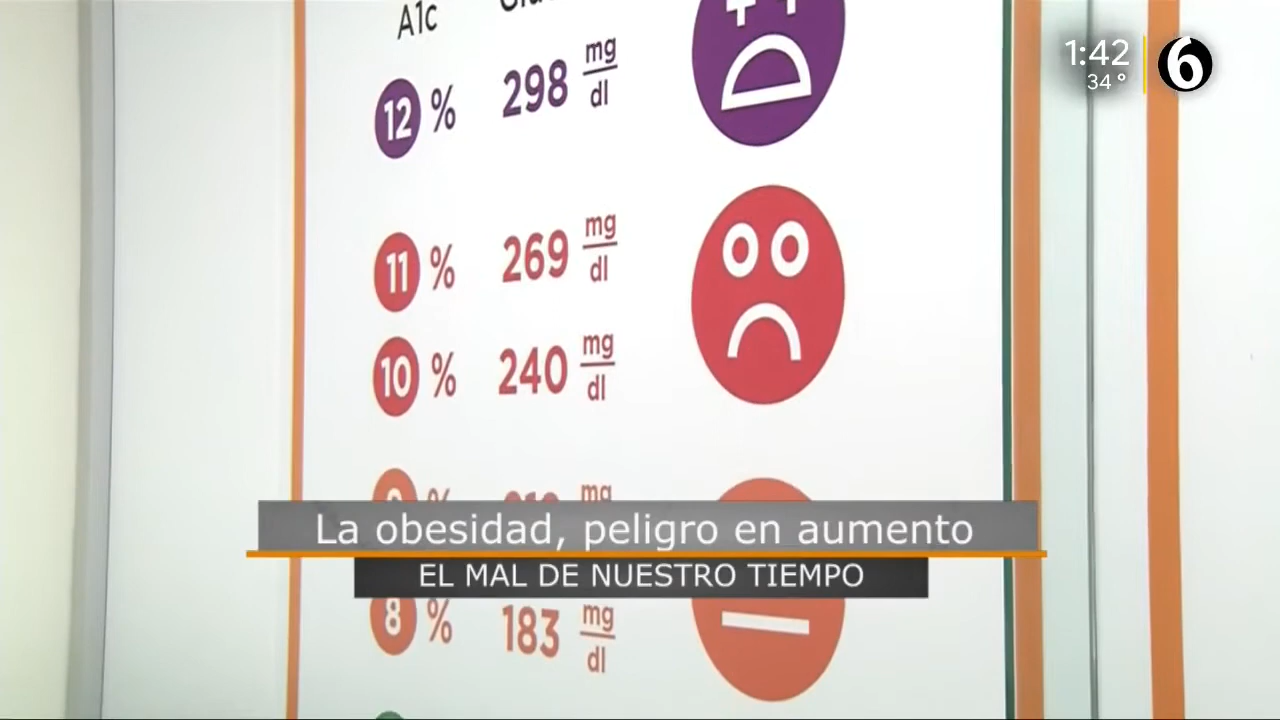 A1c
12 % 298 mg/dl
11 % 269 mg/dl
10 % 240 mg/dl
8 % 183 mg/dl
1:42
34 °
6
La obesidad, peligro en aumento
EL MAL DE NUESTRO TIEMPO